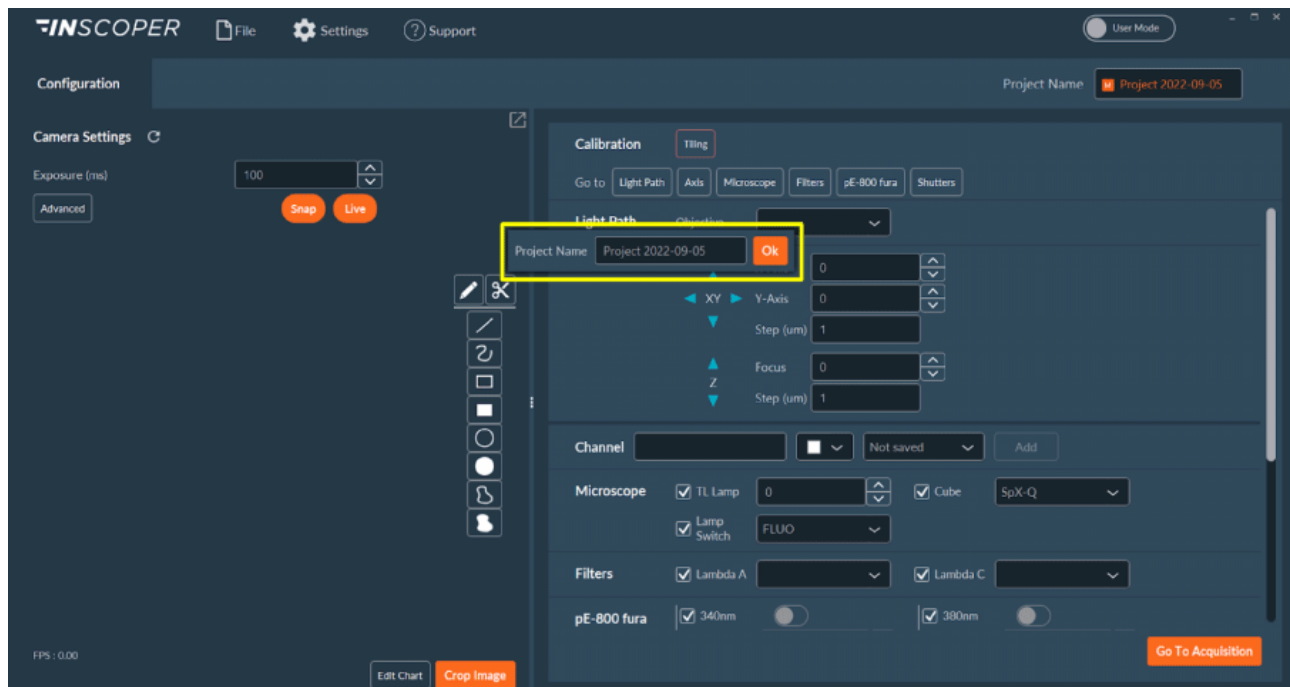 INSCOPER File Settings Support User Mode
Configuration
Project Name M Project 2022-09-05
Camera Settings
Exposure (ms) 100
Advanced Snap Live
Calibration Tiling
Go to Light Path Axis Microscope Filters pE-800 fura Shutters
Light Path Objective
Project Name Project 2022-09-05 Ok
0
XY Y-Axis 0
Step (um) 1
Focus 0
Z
Step (um) 1
Channel Not saved Add
Microscope TL Lamp 0 Cube SpX-Q
Lamp
Switch FLUO
Filters Lambda A Lambda C
pE-800 fura 340nm 380nm
FPS : 0.00
Edit Chart Crop Image
Go To Acquisition